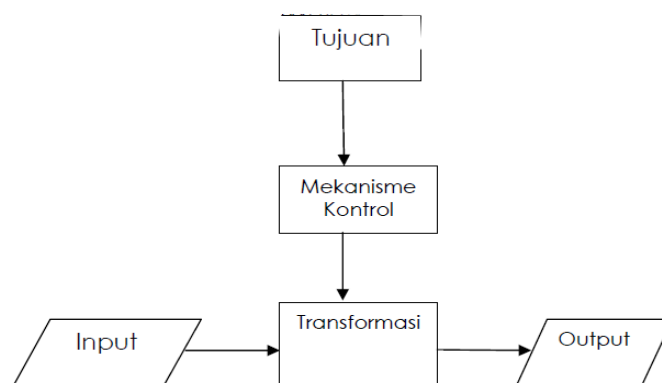 Tujuan
Mekanisme
Kontrol
Input
Transformasi
Output